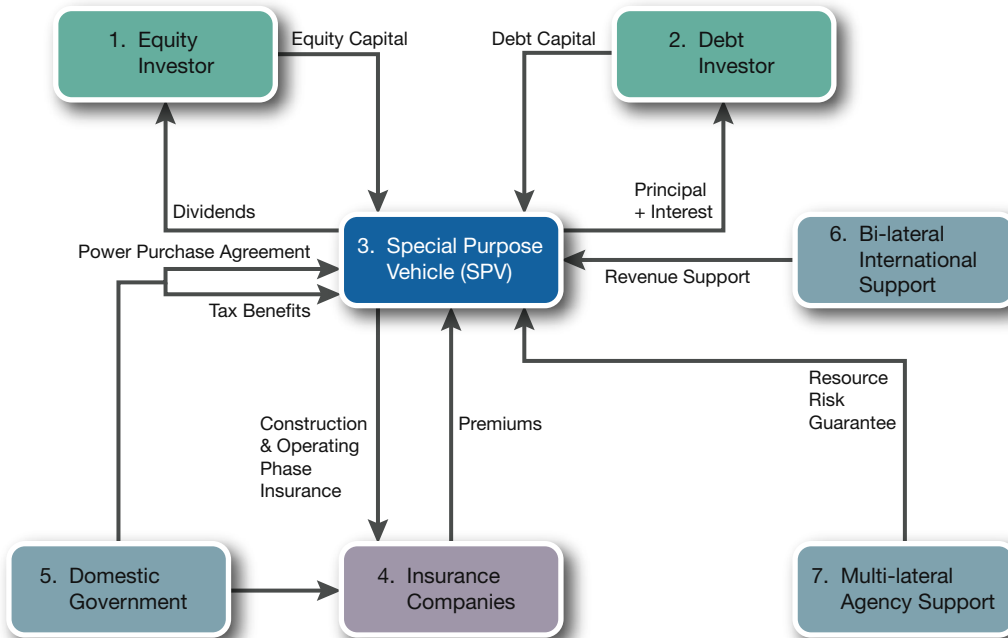 1. Equity
Investor
Equity Capital
Debt Capital
2. Debt
Investor
Dividends
Principal
+ Interest
3. Special Purpose
Vehicle (SPV)
Power Purchase Agreement
Tax Benefits
Revenue Support
6. Bi-lateral
International
Support
Construction
& Operating
Phase
Insurance
Premiums
Resource
Risk
Guarantee
5. Domestic
Government
4. Insurance
Companies
7. Multi-lateral
Agency Support